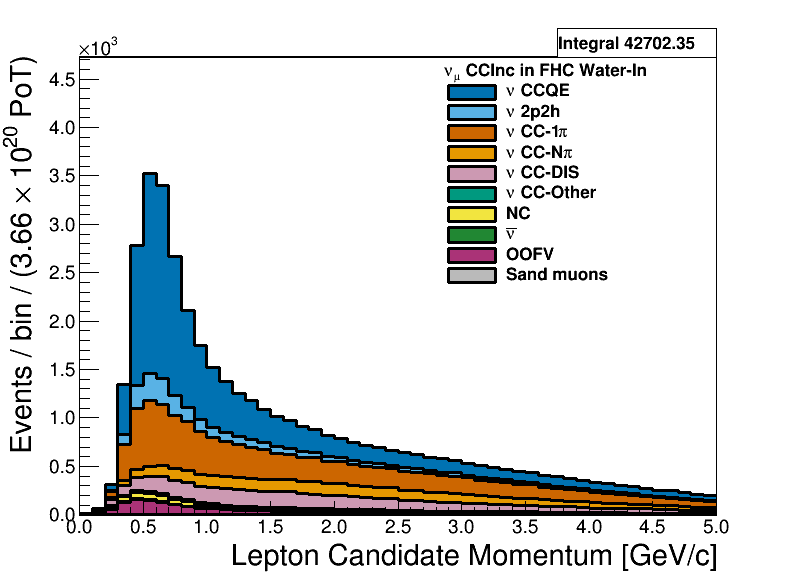 Integral 42702.35
×10³
ν_μ CCInc in FHC Water-In
ν CCQE
ν 2p2h
ν CC-1π
ν CC-Nπ
ν CC-DIS
ν CC-Other
NC
ν̅
OOFV
Sand muons
Events / bin / (3.66 × 10²⁰ PoT)
4.5
4.0
3.5
3.0
2.5
2.0
1.5
1.0
0.5
0.0
0.0 0.5 1.0 1.5 2.0 2.5 3.0 3.5 4.0 4.5 5.0
Lepton Candidate Momentum [GeV/c]